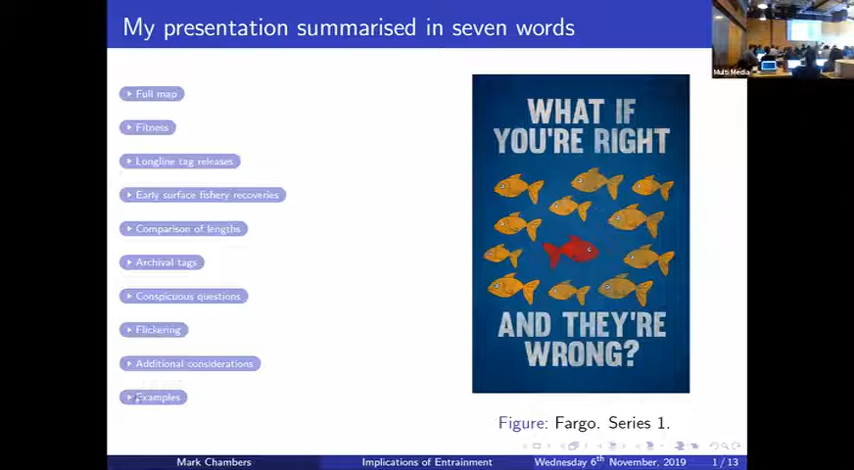 My presentation summarised in seven words
Multi Media
Full map
Fitness
Longline tag releases
Early surface fishery recoveries
Comparison of lengths
Archival tags
Conspicuous questions
Flickering
Additional considerations
Examples
WHAT IF
YOU'RE RIGHT
AND THEY'RE
WRONG?
Figure: Fargo. Series 1.
Mark Chambers
Implications of Entrainment
Wednesday 6th November, 2019
1 / 13